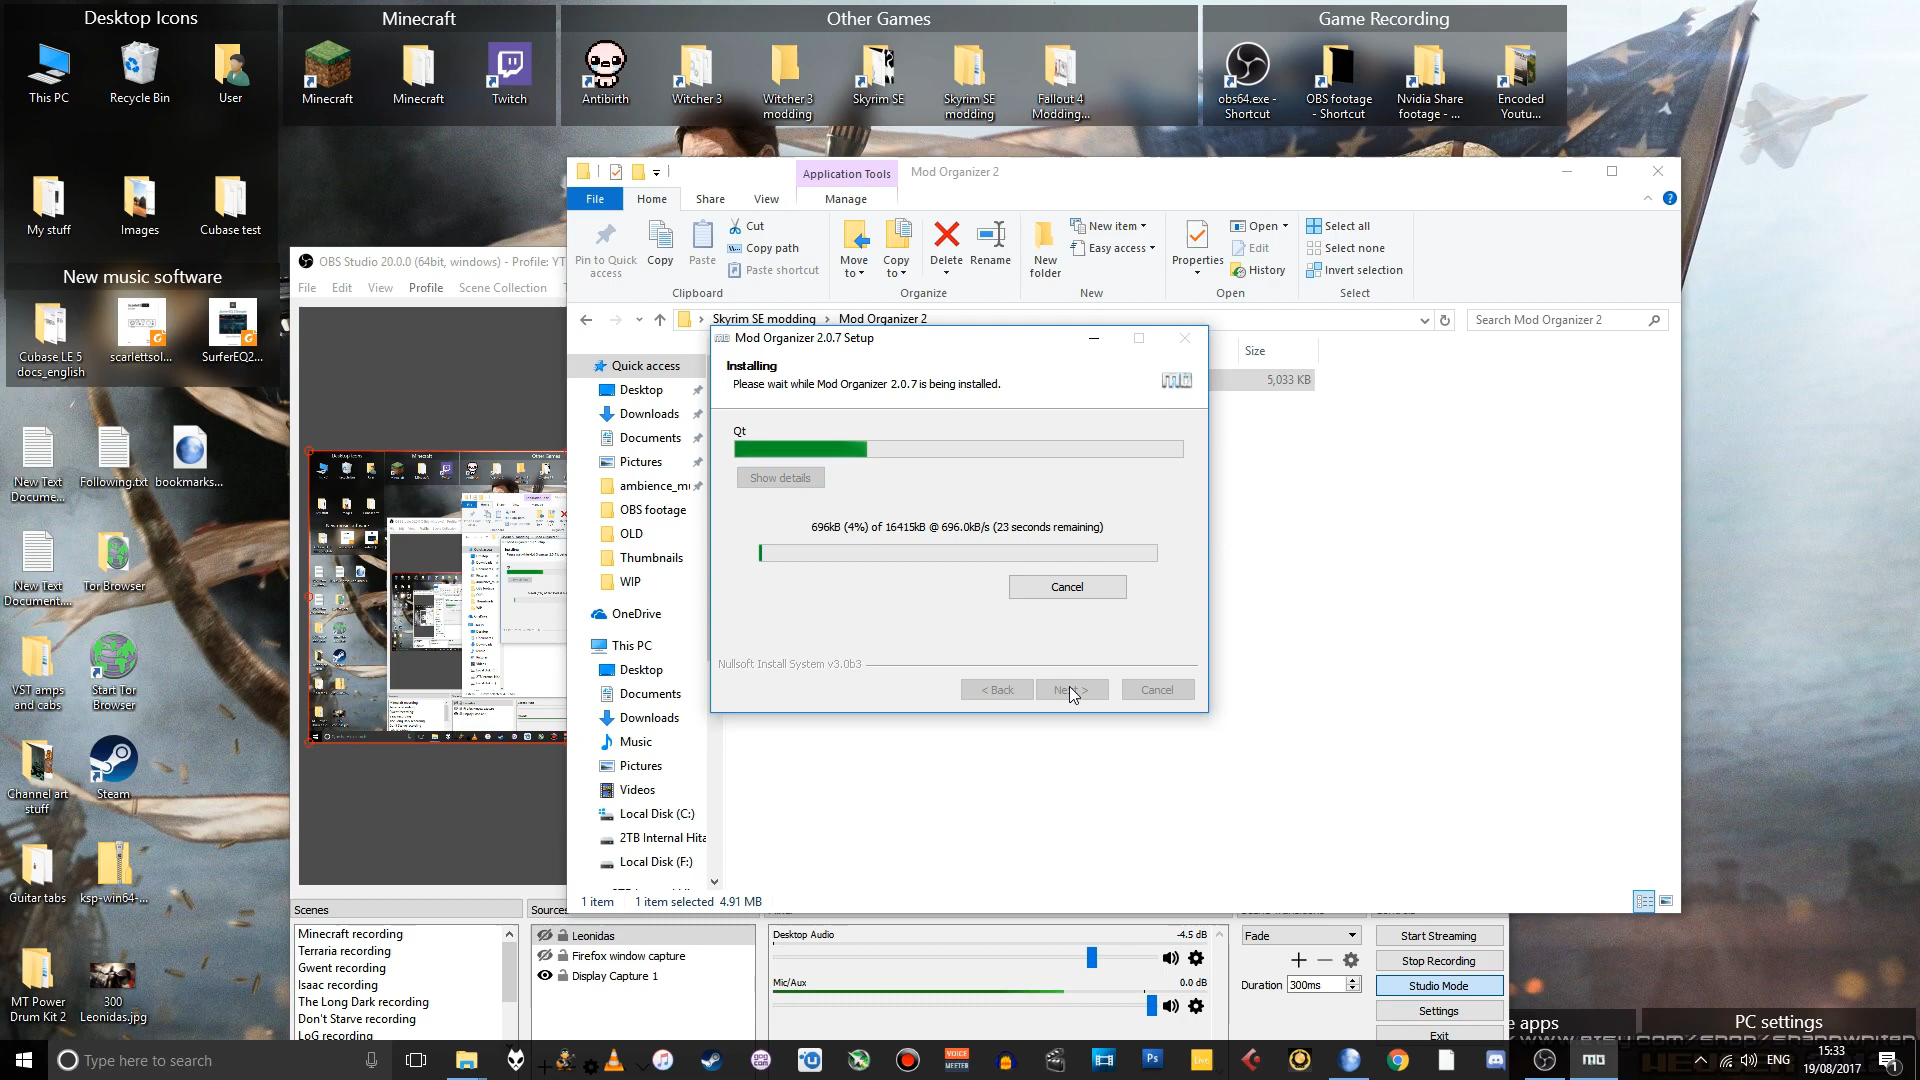 Desktop Icons
Minecraft
Other Games
Game Recording
This PC
Recycle Bin
User
Minecraft
Minecraft
Twitch
Antibirth
Witcher 3
Witcher 3
modding
Skyrim SE
Skyrim SE
modding
Fallout 4
Modding...
obs64.exe -
Shortcut
OBS footage
- Shortcut
Nvidia Share
footage - ...
Encoded
Youtu...
My stuff
Images
Cubase test
New music software
Cubase LE 5
docs_english
scarlettsol...
SurferEQ2...
New Text
Docume...
Following.txt
bookmarks...
New Text
Document....
Tor Browser
VST amps
and cabs
Start Tor
Browser
Channel art
stuff
Steam
Guitar tabs
ksp-win64-...
MT Power
Drum Kit 2
300
Leonidas.jpg
OBS Studio 20.0.0 (64bit, windows) - Profile: YT
File
Edit
View
Profile
Scene Collection
Application Tools
Mod Organizer 2
File
Home
Share
View
Manage
Pin to Quick
access
Copy
Paste
Cut
Copy path
Paste shortcut
Clipboard
Move
to
Copy
to
Delete
Rename
Organize
New
folder
New item
Easy access
New
Properties
Open
Edit
History
Open
Select all
Select none
Invert selection
Select
Skyrim SE modding
Mod Organizer 2
Search Mod Organizer 2
Size
5,033 KB
Quick access
Desktop
Downloads
Documents
Pictures
ambience_mu
OBS footage
OLD
Thumbnails
WIP
OneDrive
This PC
Desktop
Documents
Downloads
Music
Pictures
Videos
Local Disk (C:)
2TB Internal Hita
Local Disk (F:)
1 item
1 item selected 4.91 MB
Mod Organizer 2.0.7 Setup
Installing
Please wait while Mod Organizer 2.0.7 is being installed.
Qt
Show details
696kB (4%) of 16415kB @ 696.0kB/s (23 seconds remaining)
Cancel
Nullsoft Install System v3.0b3
< Back
Next >
Cancel
Scenes
Sources
Minecraft recording
Terraria recording
Gwent recording
Isaac recording
The Long Dark recording
Don't Starve recording
LoG recording
Leonidas
Firefox window capture
Display Capture 1
Desktop Audio
-4.5 dB
Mic/Aux
0.0 dB
Fade
Duration
300ms
Start Streaming
Stop Recording
Studio Mode
Settings
Exit
e apps
PC settings
Type here to search
ENG
15:33
19/08/2017